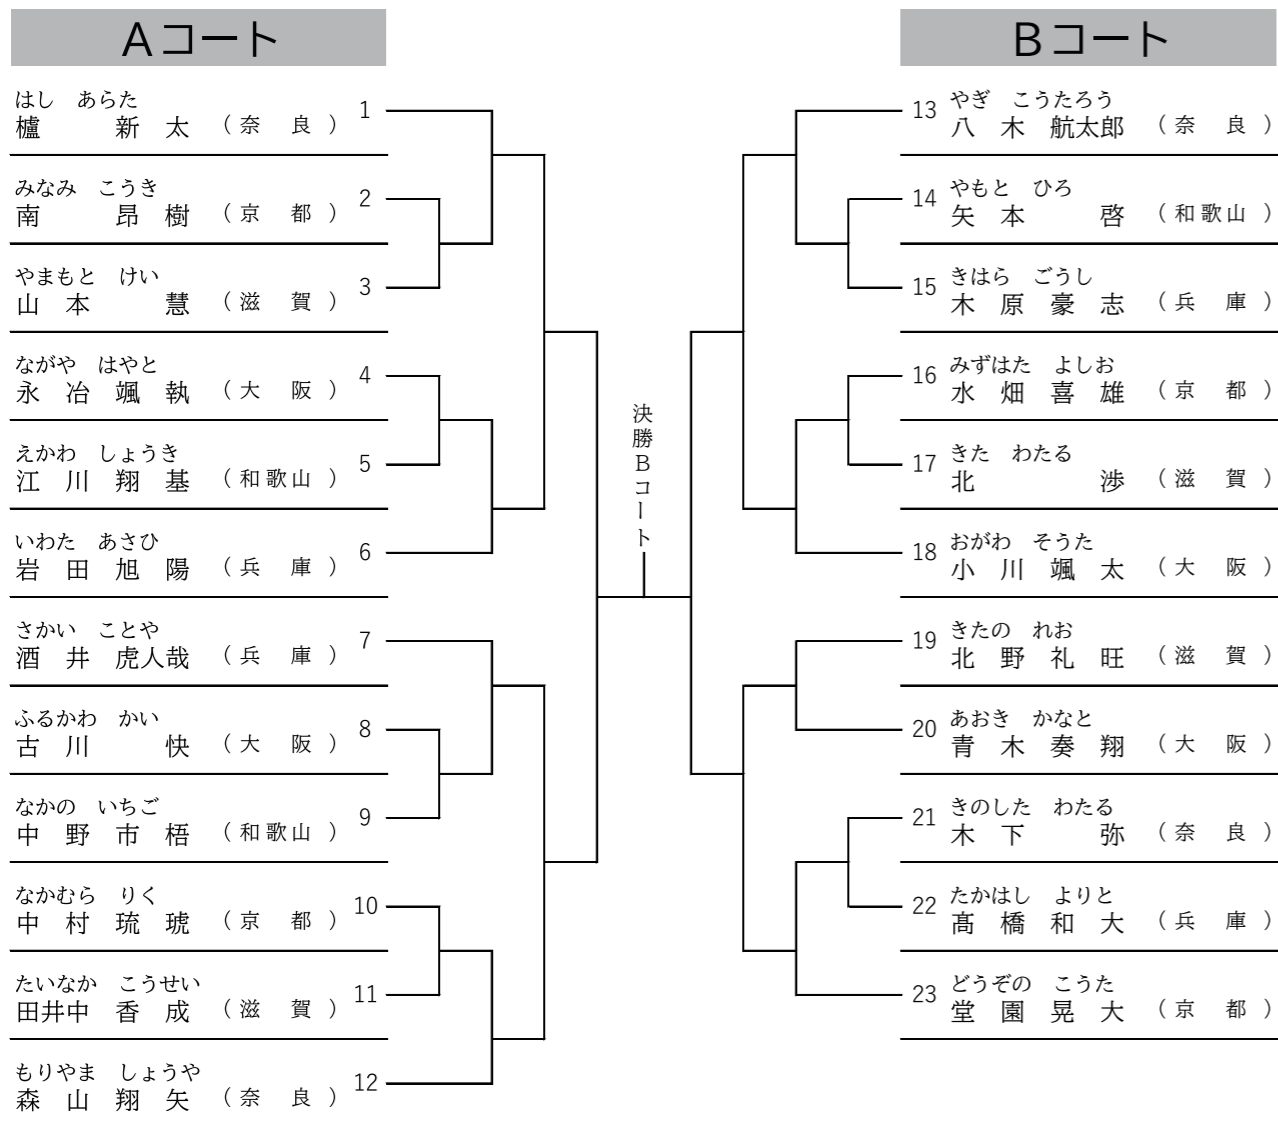 Aコート
はし あらた
櫨 新太 (奈良) 1
みなみ こうき
南 昂樹 (京都) 2
やまもと けい
山本 慧 (滋賀) 3
ながや はやと
永冶颯執 (大阪) 4
えかわ しょうき
江川翔基 (和歌山) 5
いわた あさひ
岩田旭陽 (兵庫) 6
さかい ことや
酒井虎人哉 (兵庫) 7
ふるかわ かい
古川 快 (大阪) 8
なかの いちご
中野市梧 (和歌山) 9
なかむら りく
中村琉琥 (京都) 10
たいなか こうせい
田井中香成 (滋賀) 11
もりやま しょうや
森山翔矢 (奈良) 12
決勝Bコート
Bコート
13 やぎ こうたろう
八木航太郎 (奈良)
14 やもと ひろ
矢本 啓 (和歌山)
15 きはら ごうし
木原豪志 (兵庫)
16 みずはた よしお
水畑喜雄 (京都)
17 きた わたる
北 渉 (滋賀)
18 おがわ そうた
小川颯太 (大阪)
19 きたの れお
北野礼旺 (滋賀)
20 あおき かなと
青木奏翔 (大阪)
21 きのした わたる
木下 弥 (奈良)
22 たかはし よりと
髙橋和大 (兵庫)
23 どうぞの こうた
堂園晃大 (京都)